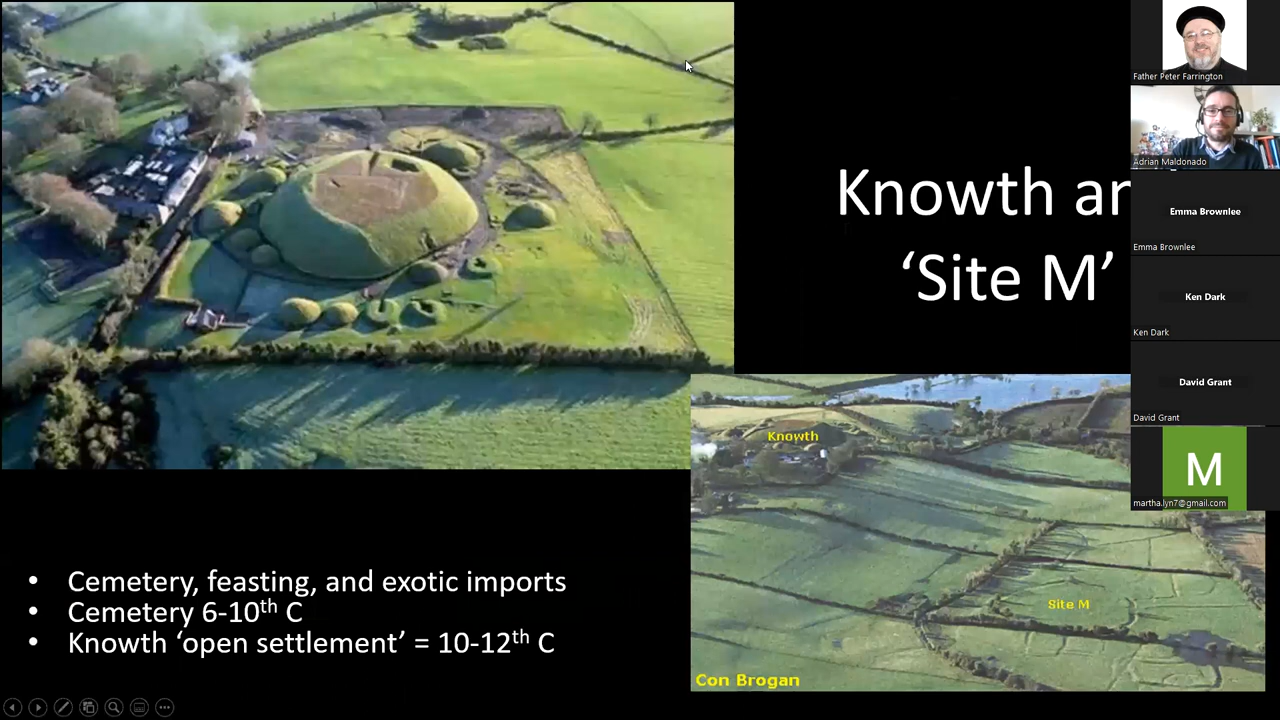 Knowth an
‘Site M’
Knowth
Site M
Con Brogan
• Cemetery, feasting, and exotic imports
• Cemetery 6-10th C
• Knowth ‘open settlement’ = 10-12th C
Father Peter Farrington
Adrian Maldonado
Emma Brownlee
Emma Brownlee
Ken Dark
Ken Dark
David Grant
David Grant
M
martha.lyn7@gmail.com